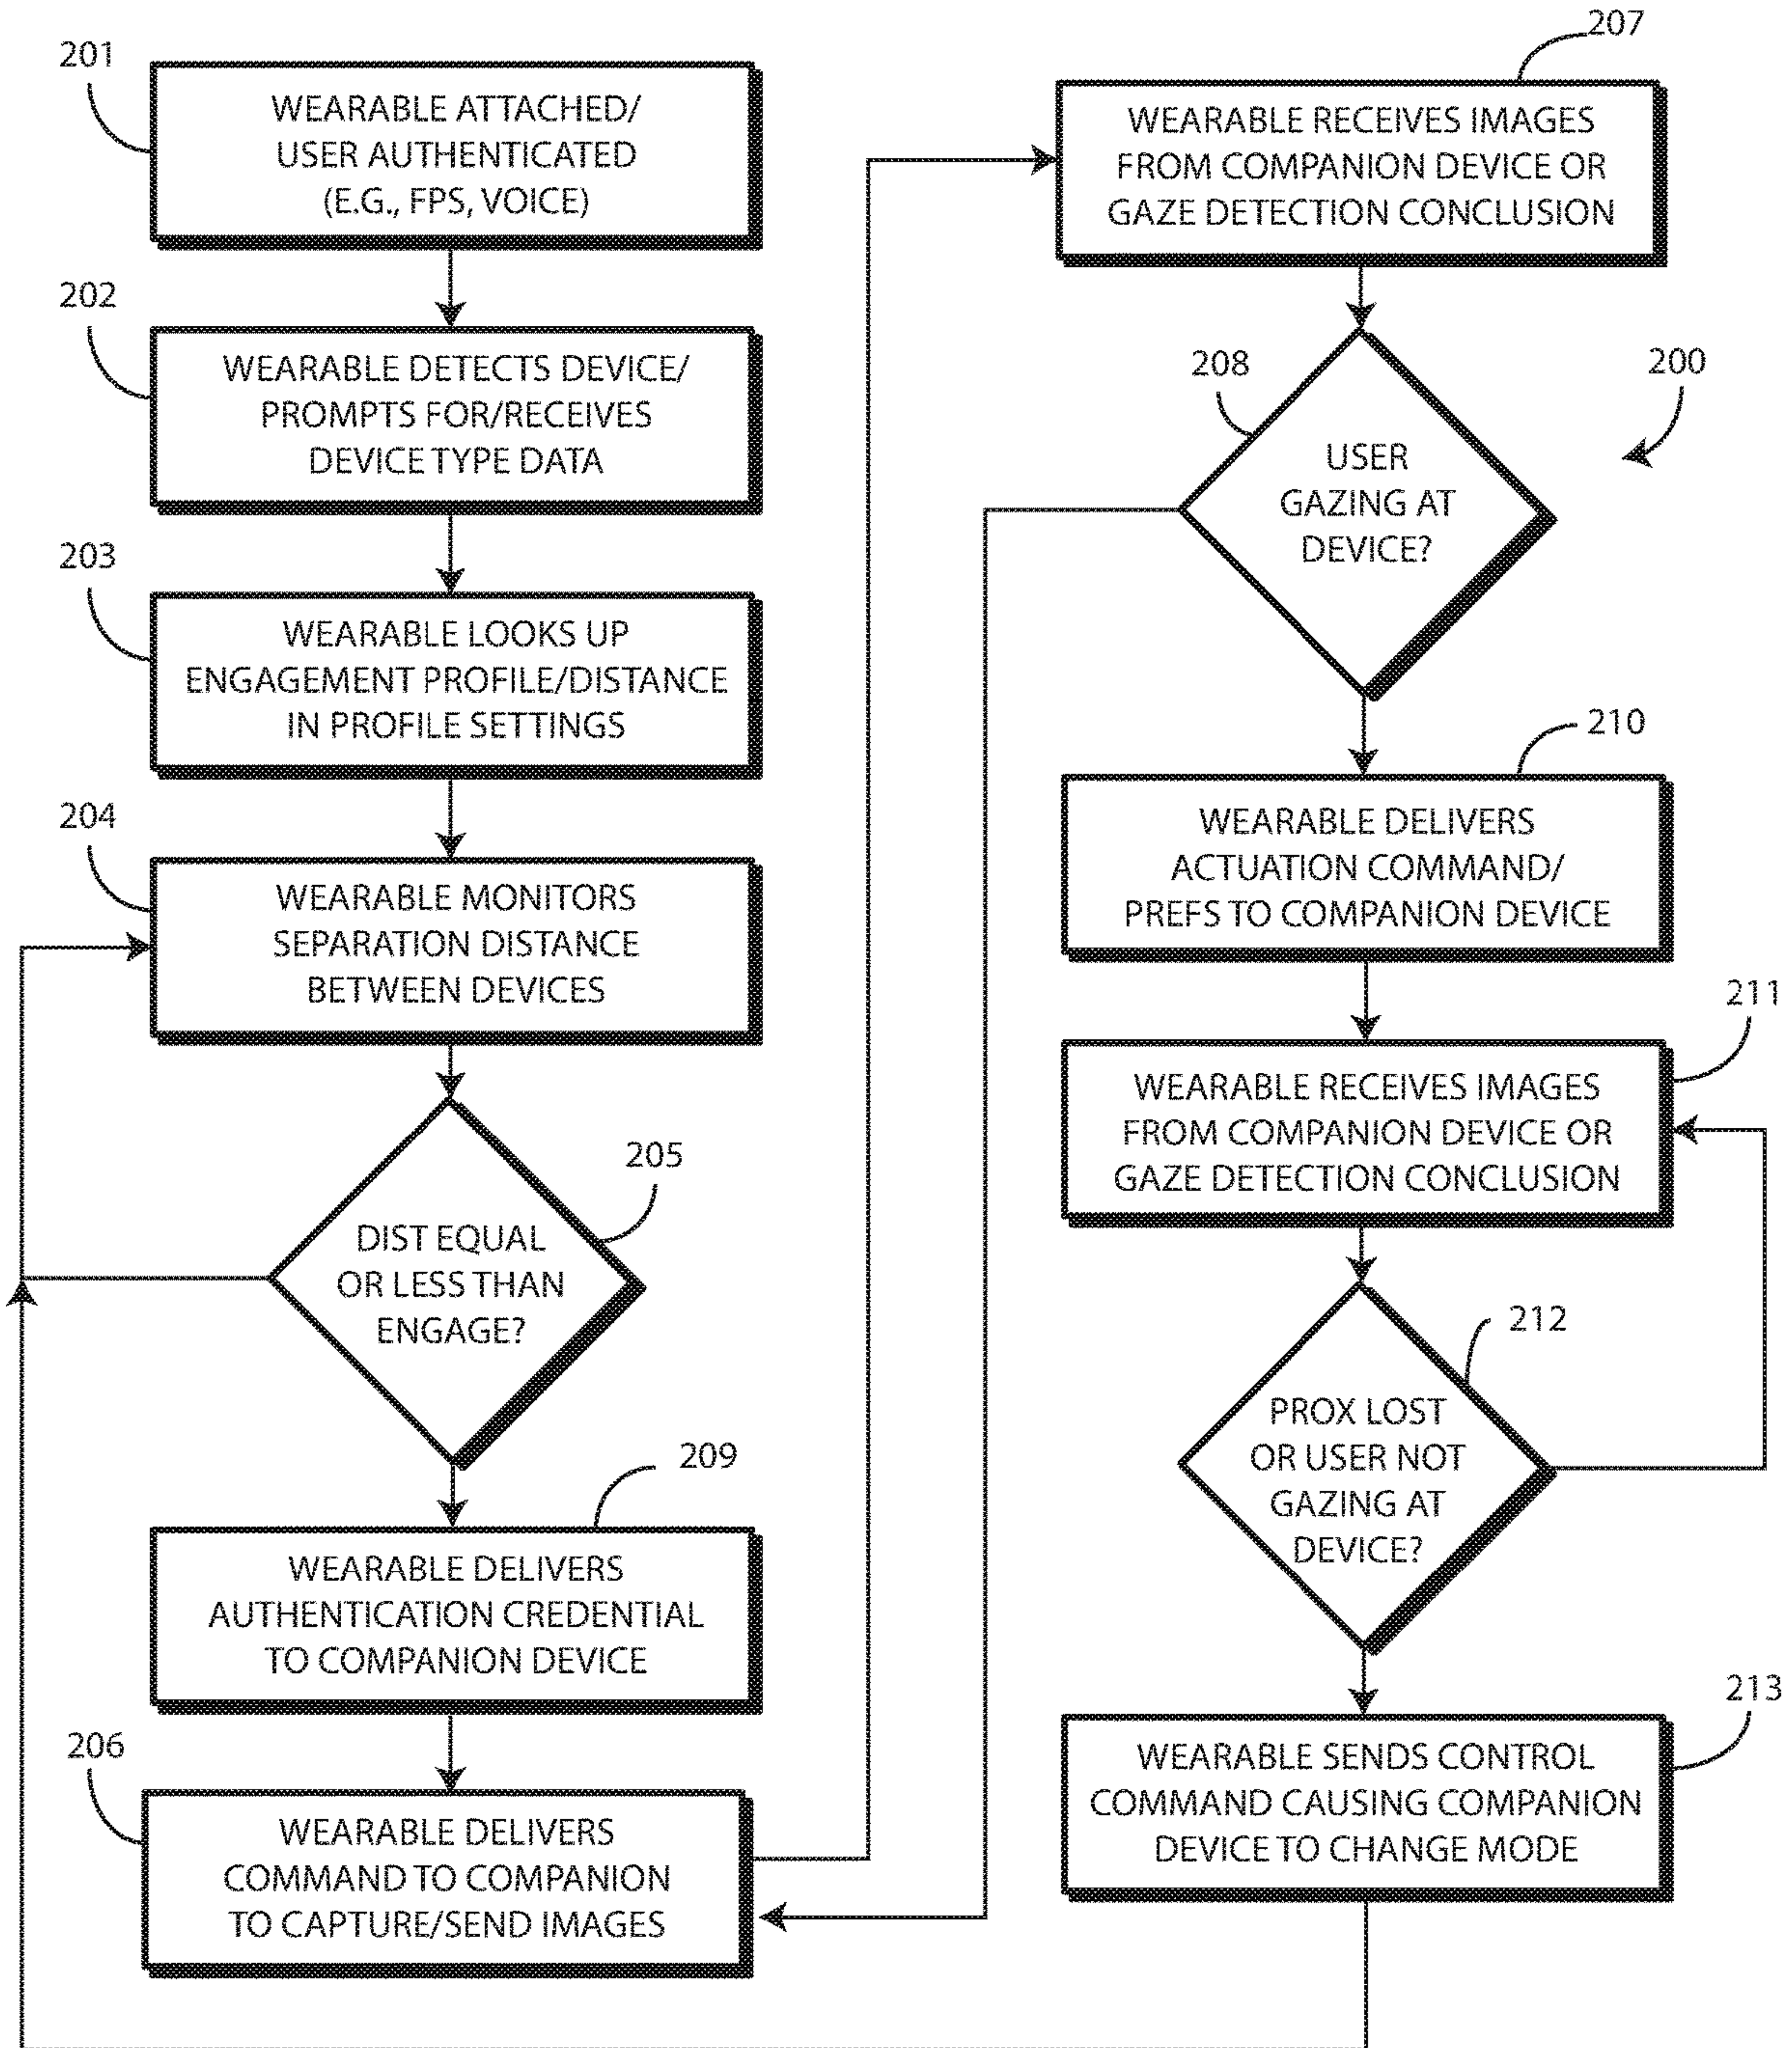 201
WEARABLE ATTACHED/
USER AUTHENTICATED
(E.G., FPS, VOICE)
202
WEARABLE DETECTS DEVICE/
PROMPTS FOR/RECEIVES
DEVICE TYPE DATA
203
WEARABLE LOOKS UP
ENGAGEMENT PROFILE/DISTANCE
IN PROFILE SETTINGS
204
WEARABLE MONITORS
SEPARATION DISTANCE
BETWEEN DEVICES
205
DIST EQUAL
OR LESS THAN
ENGAGE?
209
WEARABLE DELIVERS
AUTHENTICATION CREDENTIAL
TO COMPANION DEVICE
206
WEARABLE DELIVERS
COMMAND TO COMPANION
TO CAPTURE/SEND IMAGES
207
WEARABLE RECEIVES IMAGES
FROM COMPANION DEVICE OR
GAZE DETECTION CONCLUSION
208
200
USER
GAZING AT
DEVICE?
210
WEARABLE DELIVERS
ACTUATION COMMAND/
PREFS TO COMPANION DEVICE
211
WEARABLE RECEIVES IMAGES
FROM COMPANION DEVICE OR
GAZE DETECTION CONCLUSION
212
PROX LOST
OR USER NOT
GAZING AT
DEVICE?
213
WEARABLE SENDS CONTROL
COMMAND CAUSING COMPANION
DEVICE TO CHANGE MODE